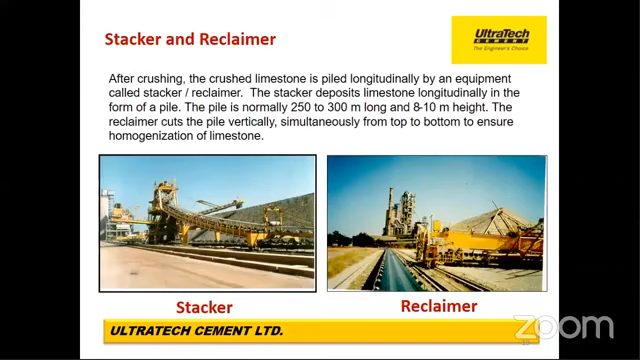 Stacker and Reclaimer
ULTRATECH
CEMENT
The Engineer's Choice
After crushing, the crushed limestone is piled longitudinally by an equipment
called stacker / reclaimer. The stacker deposits limestone longitudinally in the
form of a pile. The pile is normally 250 to 300 m long and 8-10 m height. The
reclaimer cuts the pile vertically, simultaneously from top to bottom to ensure
homogenization of limestone.
Stacker
Reclaimer
ULTRATECH CEMENT LTD.
zoom